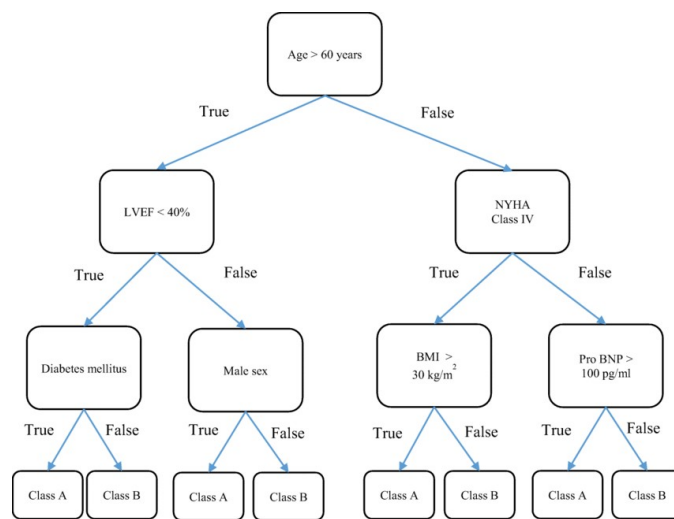 Age > 60 years
True
False
LVEF < 40%
NYHA
Class IV
True
False
True
False
Diabetes mellitus
Male sex
BMI >
30 kg/m²
Pro BNP >
100 pg/ml
True
False
True
False
True
False
True
False
Class A
Class B
Class A
Class B
Class A
Class B
Class A
Class B